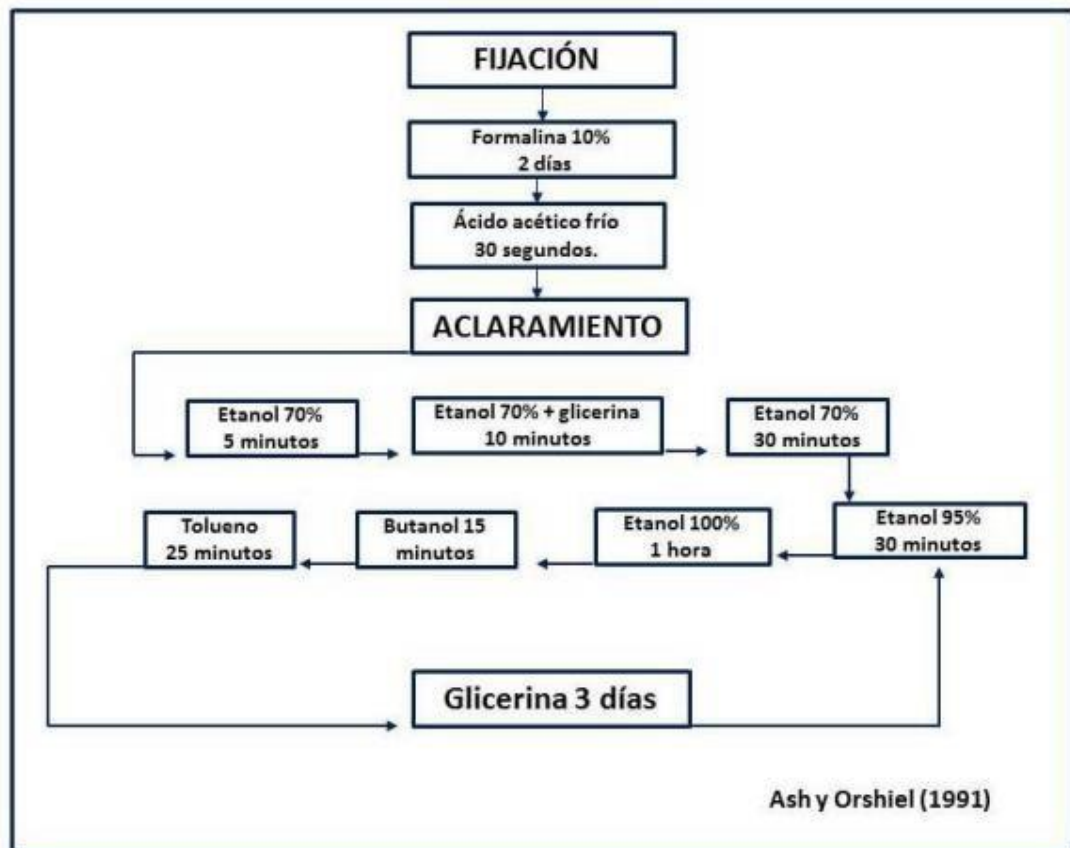 FIJACIÓN
Formalina 10%
2 días
Ácido acético frío
30 segundos.
ACLARAMIENTO
Etanol 70%
5 minutos
Etanol 70% + glicerina
10 minutos
Etanol 70%
30 minutos
Etanol 95%
30 minutos
Etanol 100%
1 hora
Butanol 15
minutos
Tolueno
25 minutos
Glicerina 3 días
Ash y Orshiel (1991)